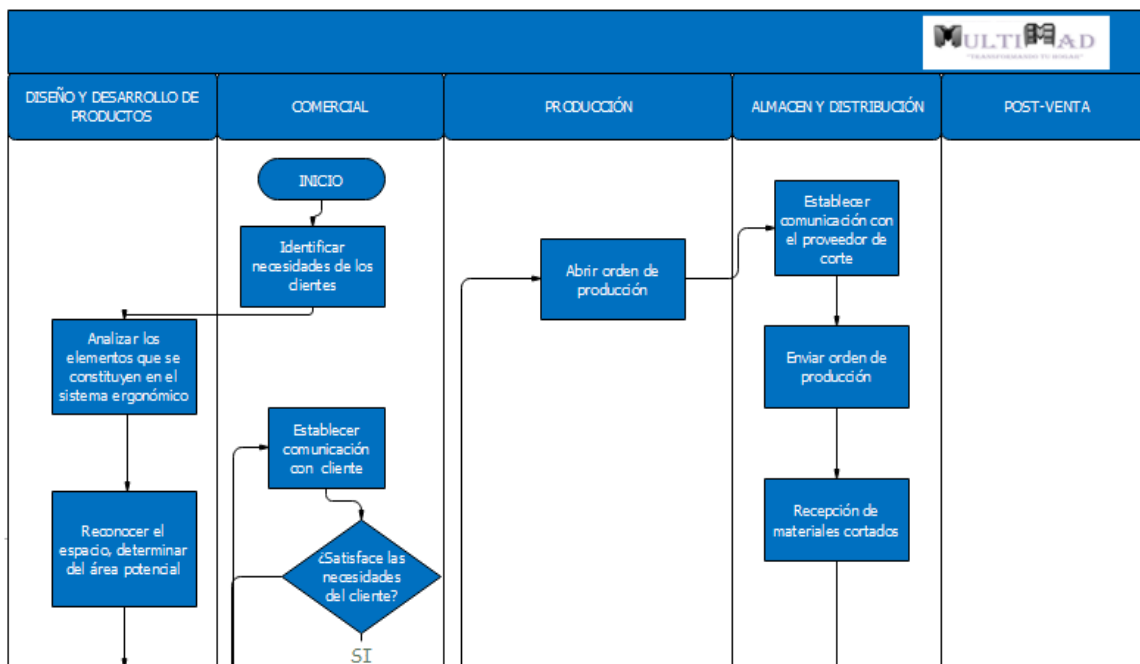 MULTIMAD
"TRANSFORMANDO TU HOGAR"
DISEÑO Y DESARROLLO DE
PRODUCTOS
COMERCIAL
PRODUCCIÓN
ALMACEN Y DISTRIBUCIÓN
POST-VENTA
INICIO
Identificar
necesidades de los
clientes
Analizar los
elementos que se
constituyen en el
sistema ergonómico
Reconocer el
espacio, determinar
del área potencial
Establecer
comunicación
con cliente
¿Satisface las
necesidades
del cliente?
SI
Abrir orden de
producción
Establecer
comunicación con
el proveedor de
corte
Enviar orden de
producción
Recepción de
materiales cortados